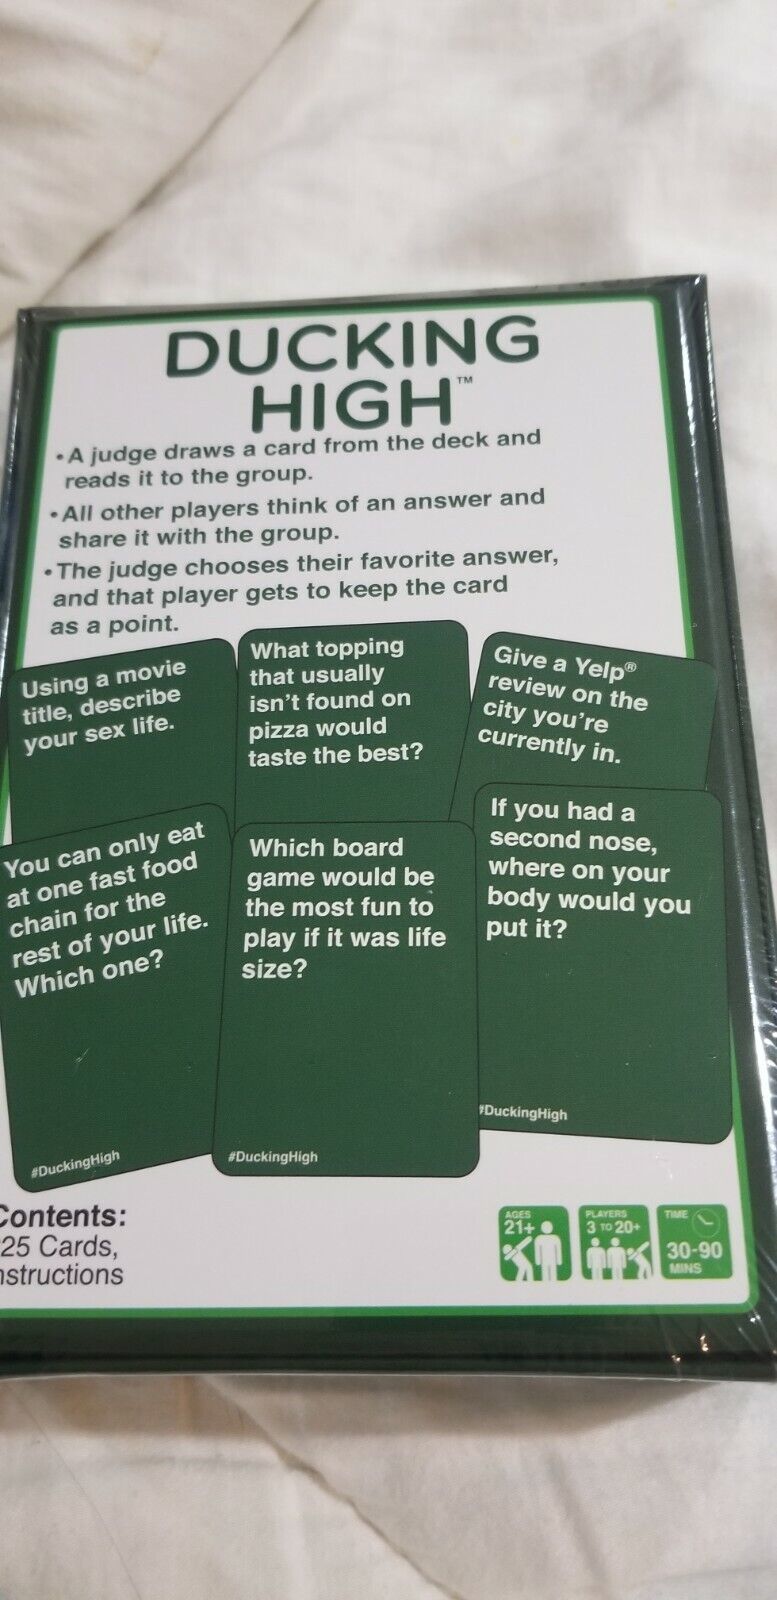 DUCKING
HIGH™
•A judge draws a card from the deck and
reads it to the group.
•All other players think of an answer and
share it with the group.
•The judge chooses their favorite answer,
and that player gets to keep the card
as a point.
Using a movie
title, describe
your sex life.
What topping
that usually
isn't found on
pizza would
taste the best?
Give a Yelp®
review on the
city you're
currently in.
You can only eat
at one fast food
chain for the
rest of your life.
Which one?
#DuckingHigh
Which board
game would be
the most fun to
play if it was life
size?
#DuckingHigh
If you had a
second nose,
where on your
body would you
put it?
#DuckingHigh
Contents:
25 Cards,
nstructions
AGES
21+
PLAYERS
3 TO 20+
TIME
30-90
MINS